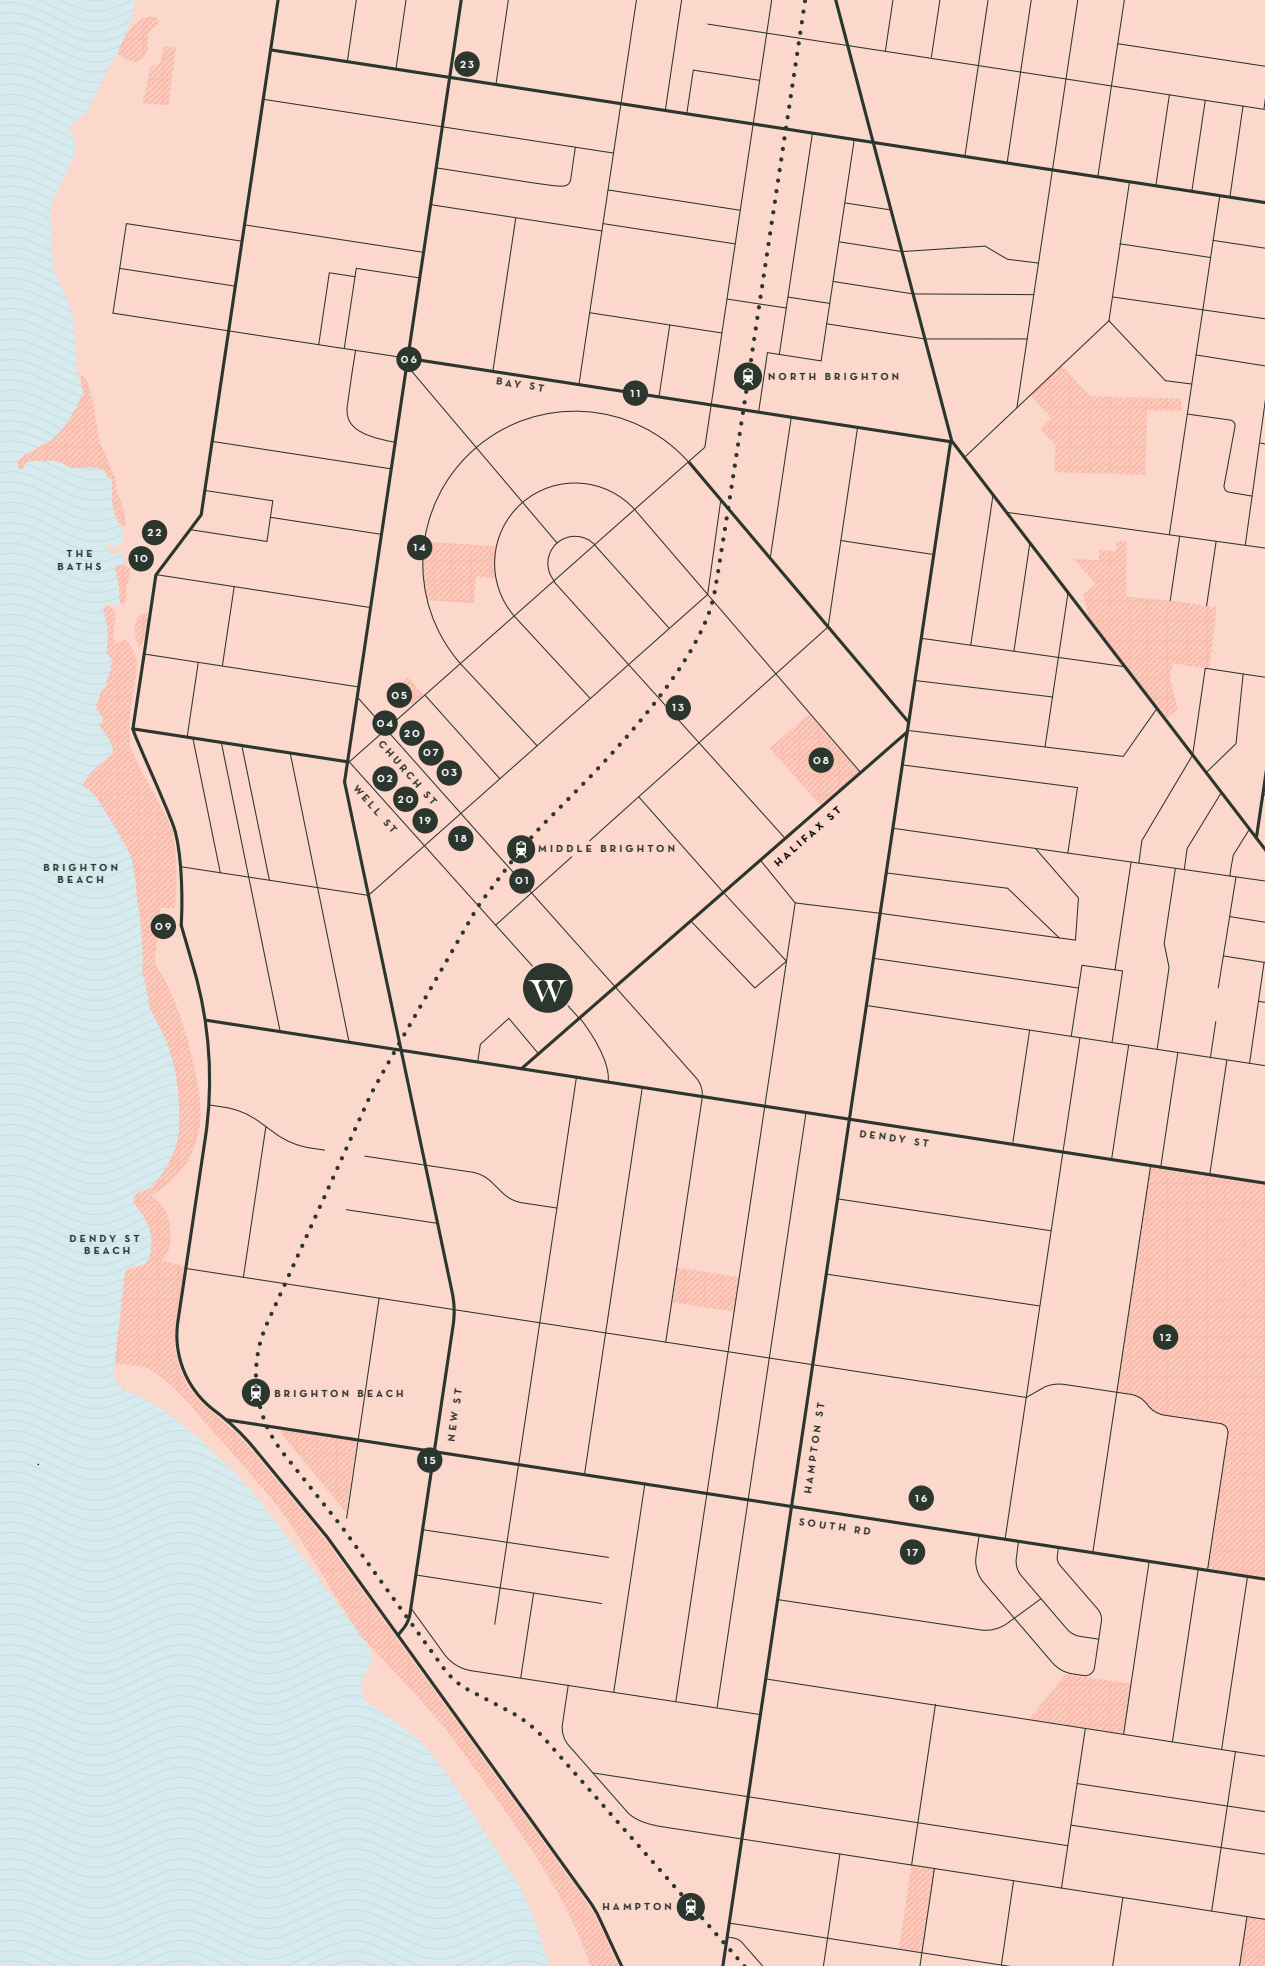 23
06
BAY ST
11
NORTH BRIGHTON
22
THE
BATHS
10
14
05
04
20
07
03
CHURCH ST
02
20
19
18
WELL ST
13
08
HALIFAX ST
MIDDLE BRIGHTON
01
BRIGHTON
BEACH
09
W
DENDY ST
DENDY ST
BEACH
12
BRIGHTON BEACH
NEW ST
15
HAMPTON ST
16
SOUTH RD
17
HAMPTON